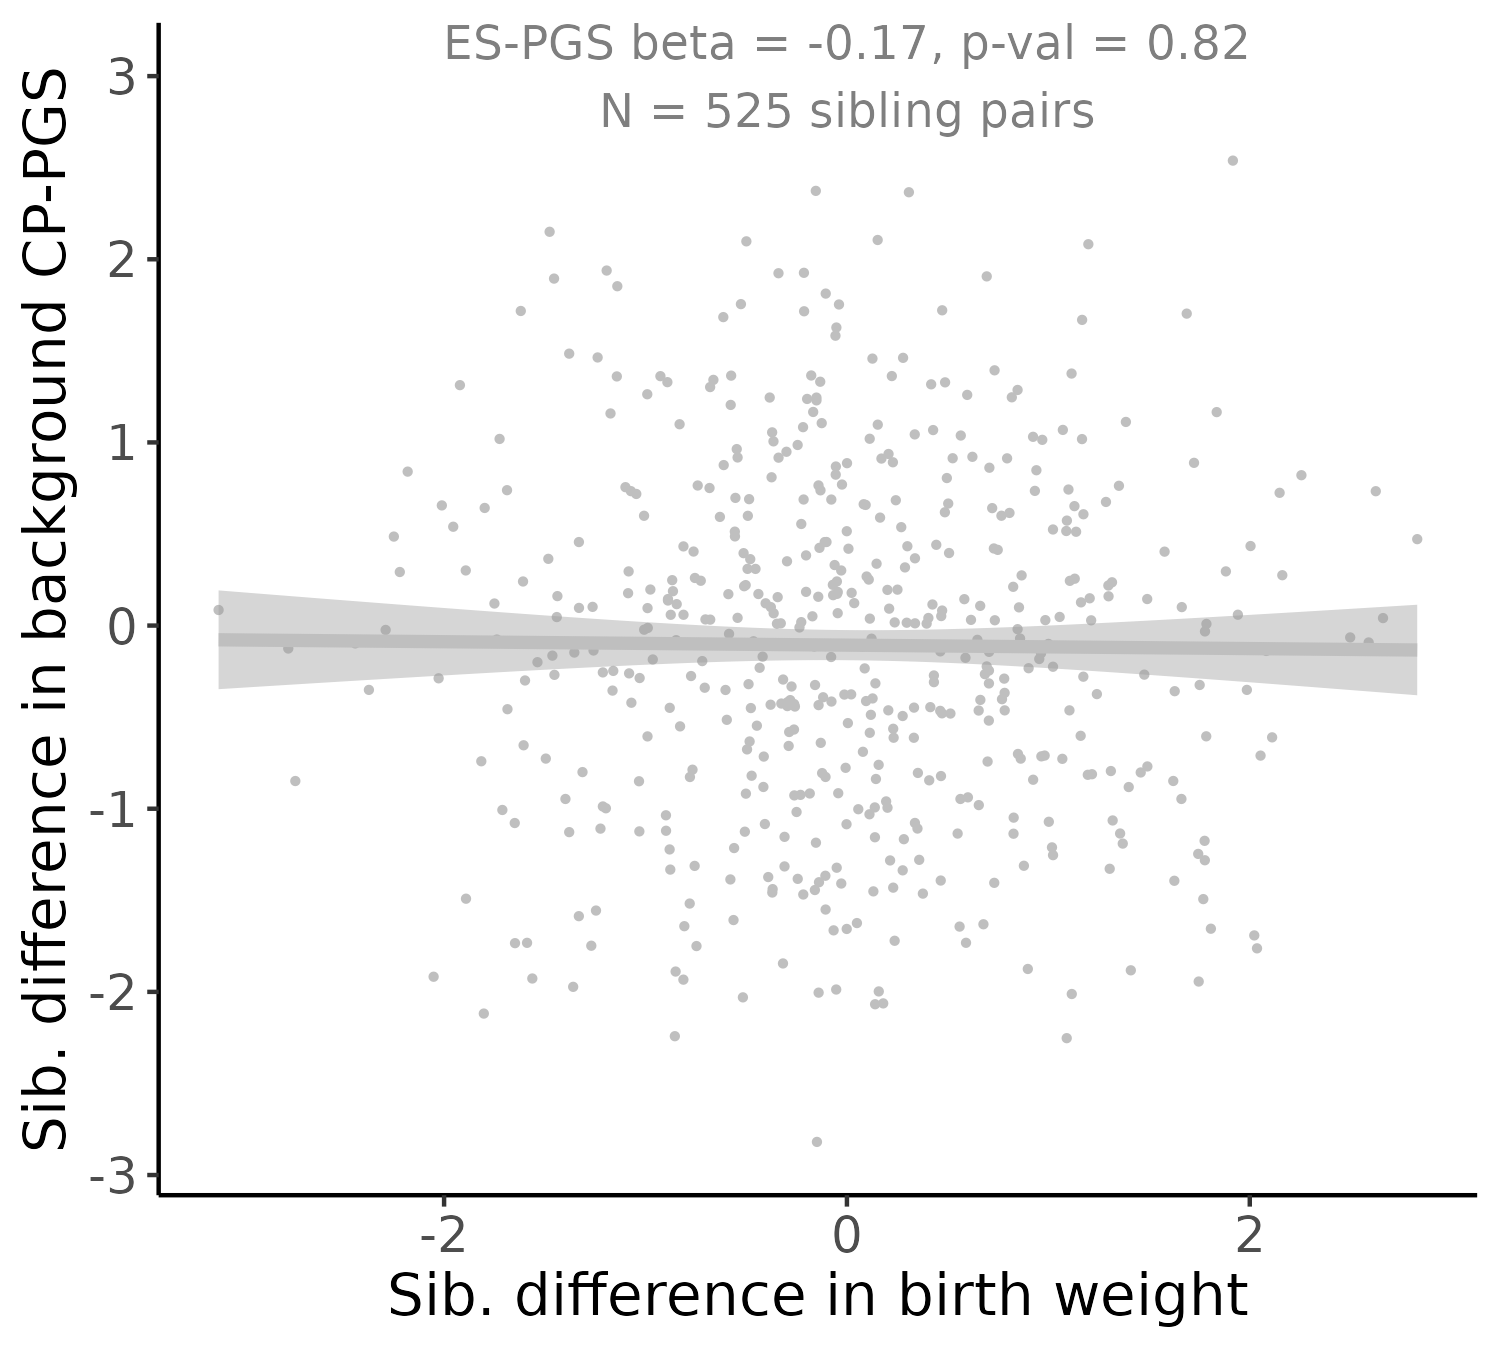 ES-PGS beta = -0.17, p-val = 0.82
N = 525 sibling pairs
Sib. difference in background CP-PGS
3
2
1
0
-1
-2
-3
-2 0 2
Sib. difference in birth weight